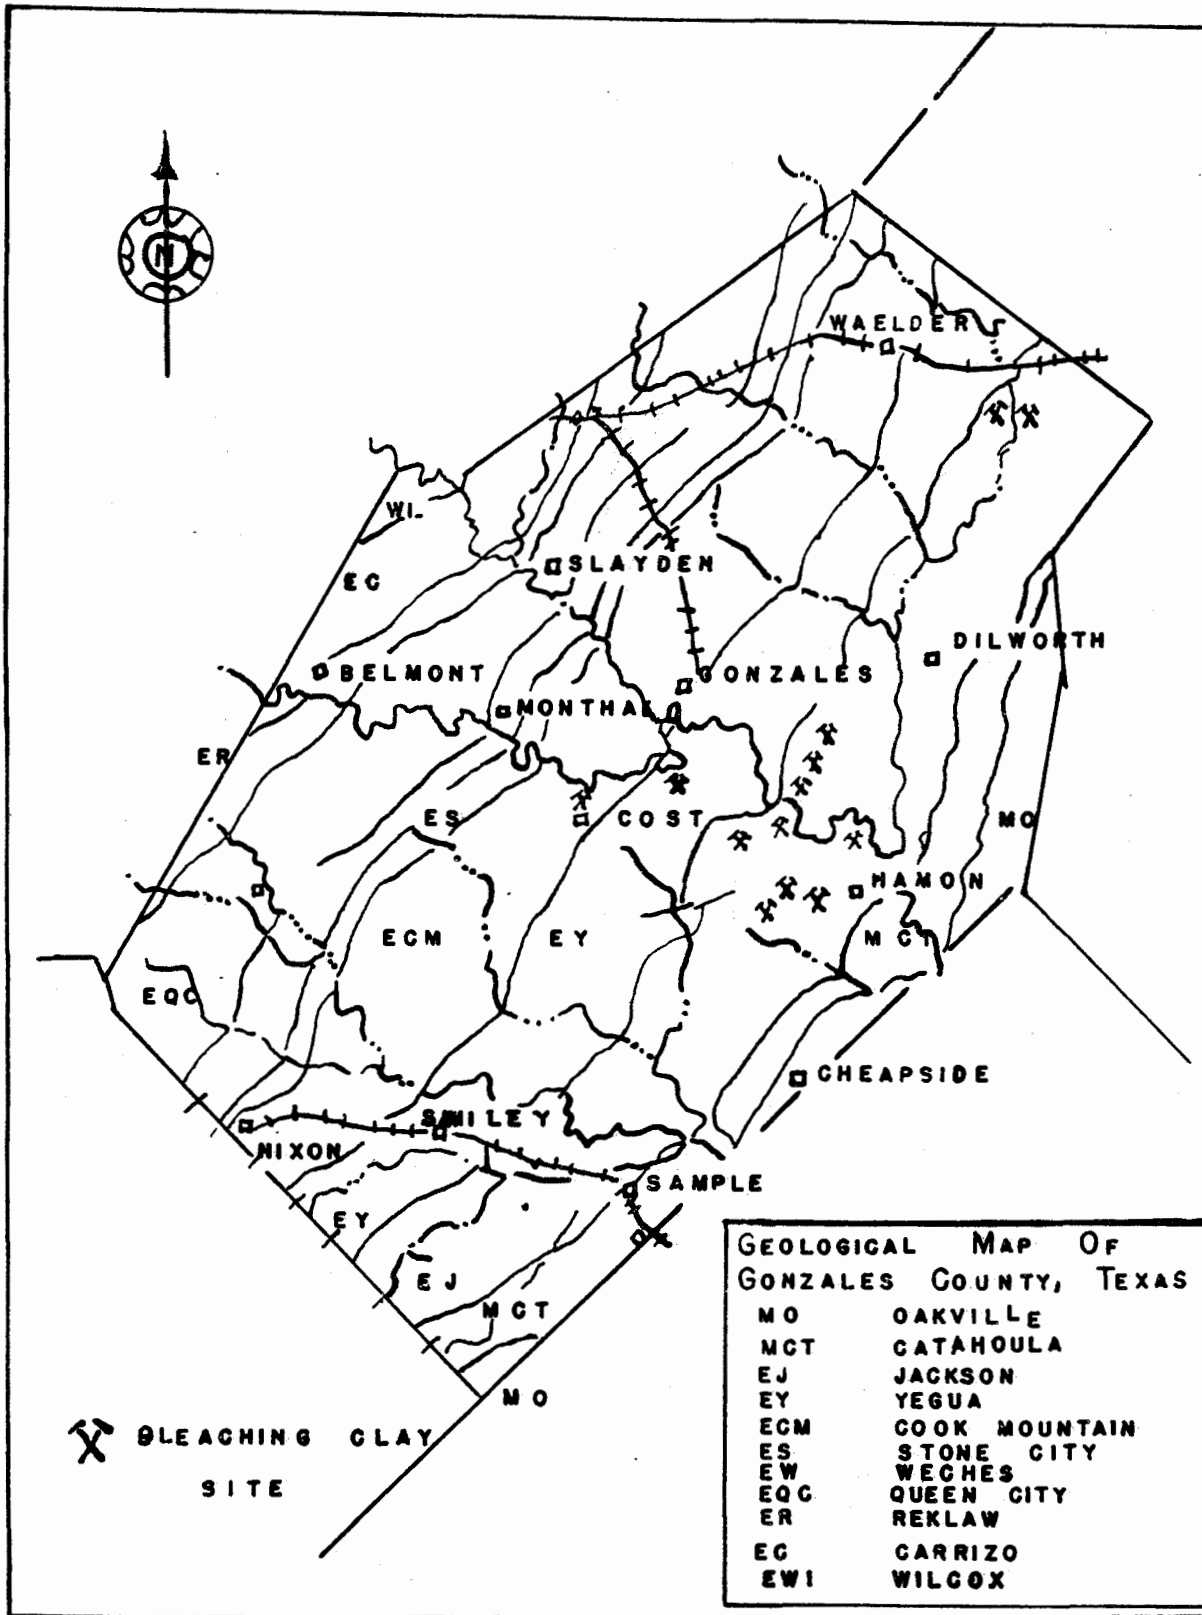 N
WAELDER
WI
SLAYDEN
EC
DILWORTH
BELMONT
GONZALES
MONTHAL
ER
ES
COST
MO
HAMON
ECM
EY
MCT
EQC
CHEAPSIDE
SMILEY
NIXON
SAMPLE
EY
EJ
MCT
MO
BLEACHING CLAY
SITE
GEOLOGICAL MAP OF
GONZALES COUNTY, TEXAS
MO OAKVILLE
MCT CATAHOULA
EJ JACKSON
EY YEGUA
ECM COOK MOUNTAIN
ES STONE CITY
EW WECHES
EQC QUEEN CITY
ER REKLAW
EC CARRIZO
EWI WILCOX